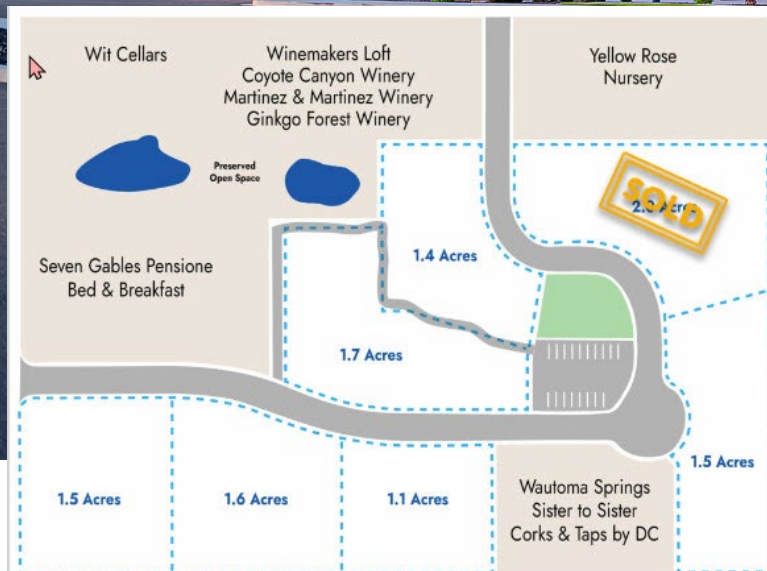 Wit Cellars
Winemakers Loft
Coyote Canyon Winery
Martinez & Martinez Winery
Ginkgo Forest Winery
Yellow Rose
Nursery
Preserved
Open Space
SOLD
Acres
1.4 Acres
Seven Gables Pensione
Bed & Breakfast
1.7 Acres
1.5 Acres
1.5 Acres
1.6 Acres
1.1 Acres
Wautoma Springs
Sister to Sister
Corks & Taps by DC